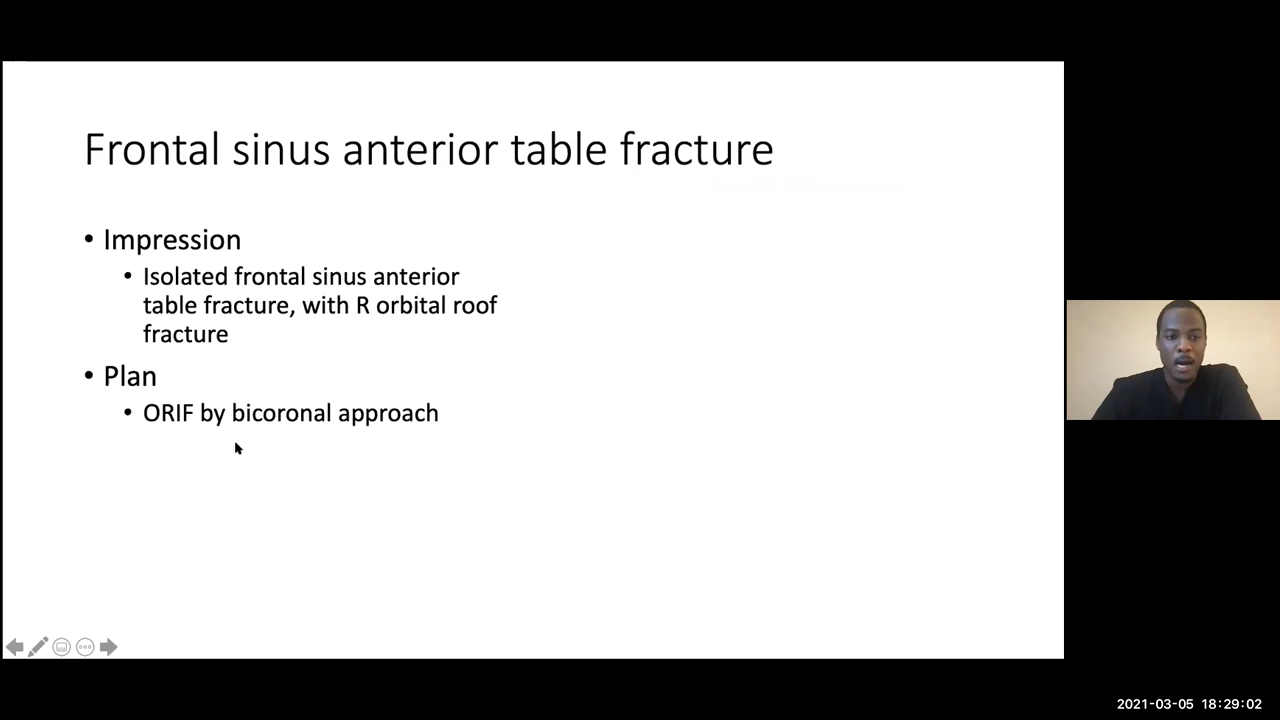 Frontal sinus anterior table fracture
• Impression
• Isolated frontal sinus anterior
table fracture, with R orbital roof
fracture
• Plan
• ORIF by bicoronal approach
2021-03-05 18:29:02